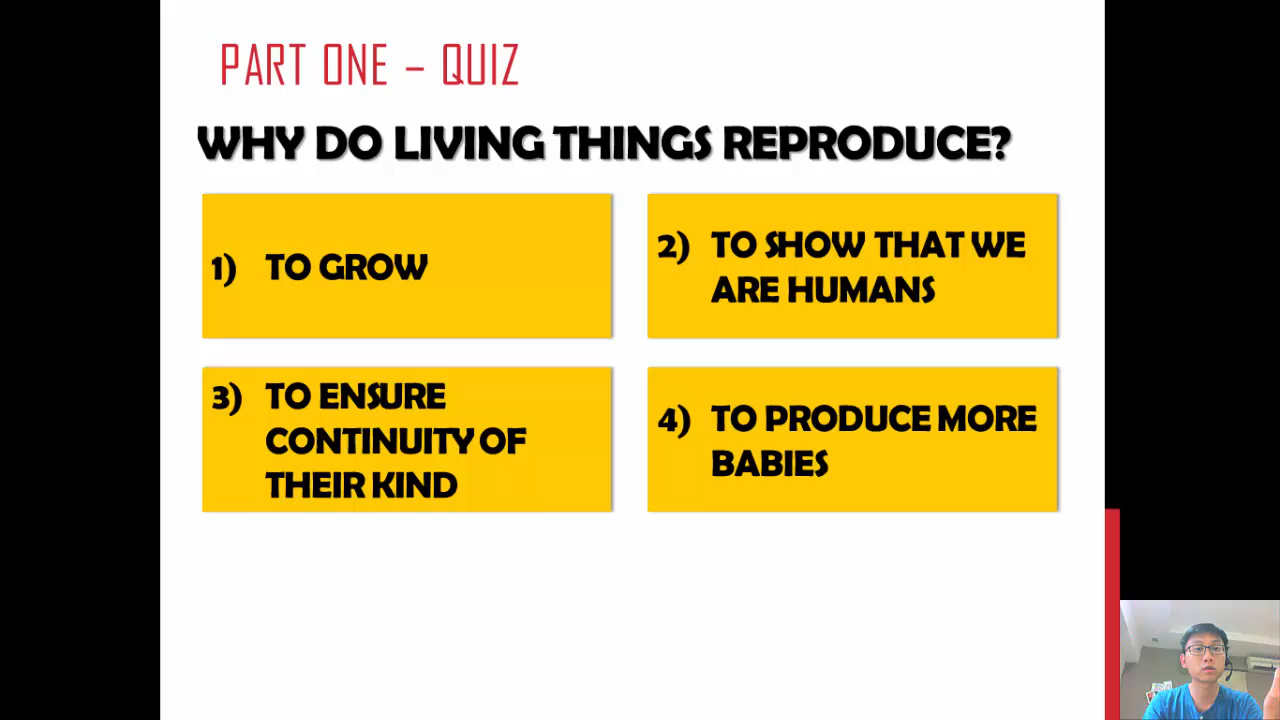 PART ONE – QUIZ
WHY DO LIVING THINGS REPRODUCE?
1) TO GROW
2) TO SHOW THAT WE
ARE HUMANS
3) TO ENSURE
CONTINUITY OF
THEIR KIND
4) TO PRODUCE MORE
BABIES